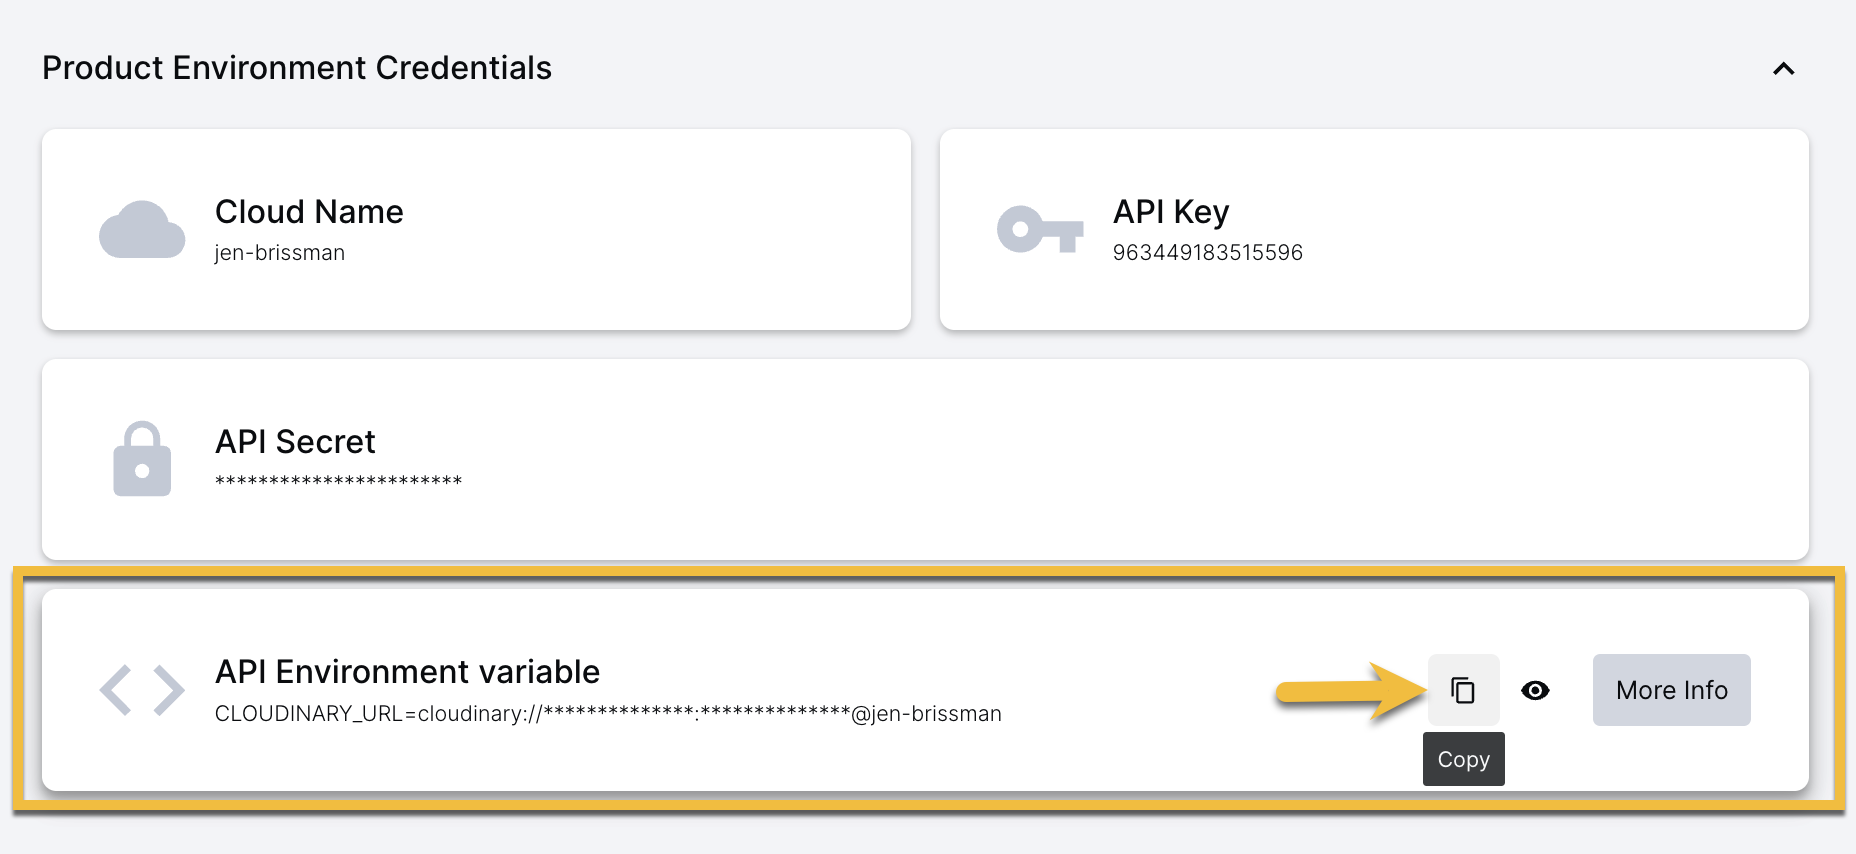 Product Environment Credentials
Cloud Name
jen-brissman
API Key
963449183515596
API Secret
***********************
API Environment variable
CLOUDINARY_URL=cloudinary://**************:**************@jen-brissman
More Info
Copy